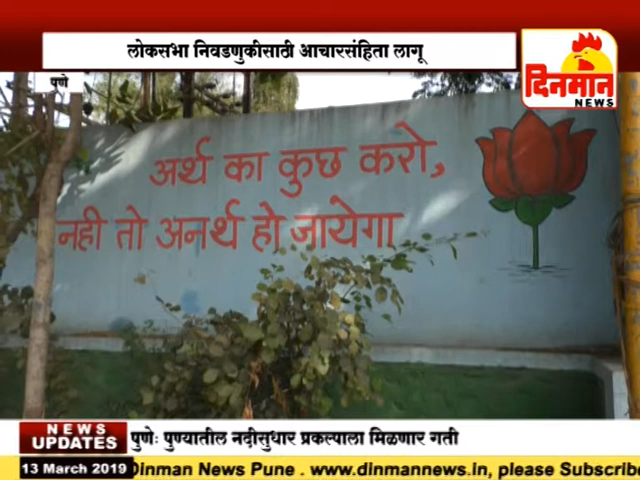 लोकसभा निवडणुकीसाठी आचारसंहिता लागू
दिनमान
NEWS
पुणे
अर्थ का कुछ करो,
नही तो अनर्थ हो जायेगा
NEWS
UPDATES
पुणेः पुण्यातील नदीसुधार प्रकल्पाला मिळणार गती
13 March 2019
Dinman News Pune . www.dinmannews.in, please Subscribe